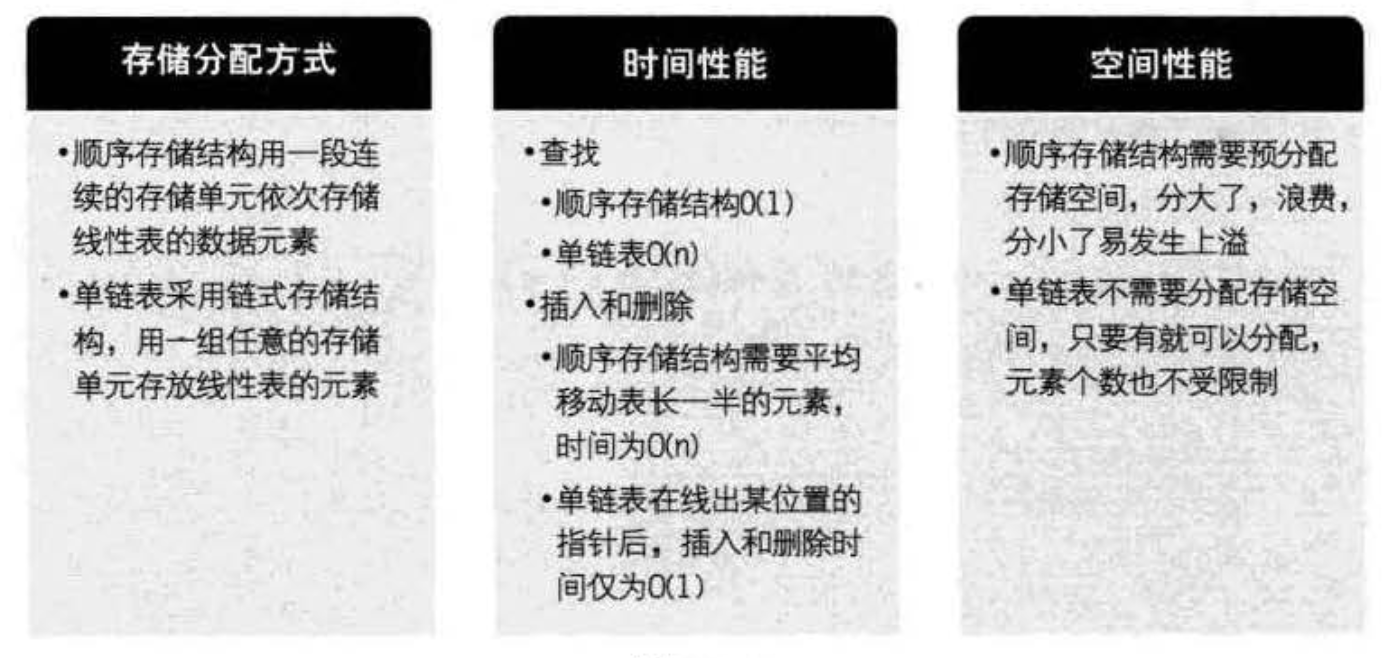 存储分配方式
•顺序存储结构用一段连
续的存储单元依次存储
线性表的数据元素
•单链表采用链式存储结
构，用一组任意的存储
单元存放线性表的元素
时间性能
•查找
•顺序存储结构O(1)
•单链表O(n)
•插入和删除
•顺序存储结构需要平均
移动表长一半的元素，
时间为O(n)
•单链表在线出某位置的
指针后，插入和删除时
间仅为O(1)
空间性能
•顺序存储结构需要预分配
存储空间，分大了，浪费，
分小了易发生上溢
•单链表不需要分配存储空
间，只要有就可以分配，
元素个数也不受限制